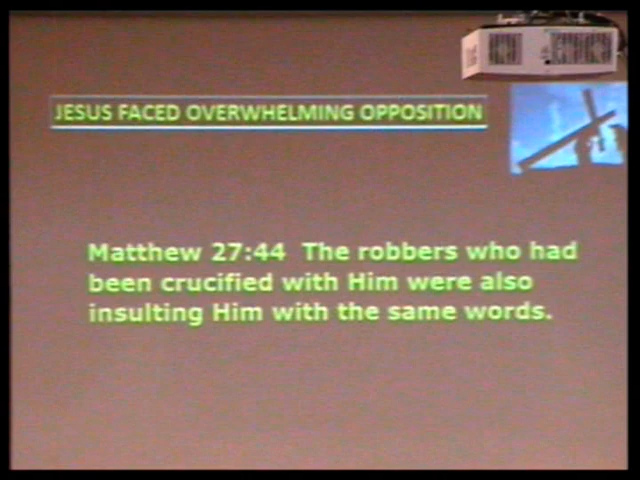 JESUS FACED OVERWHELMING OPPOSITION
Matthew 27:44  The robbers who had
been crucified with Him were also
insulting Him with the same words.